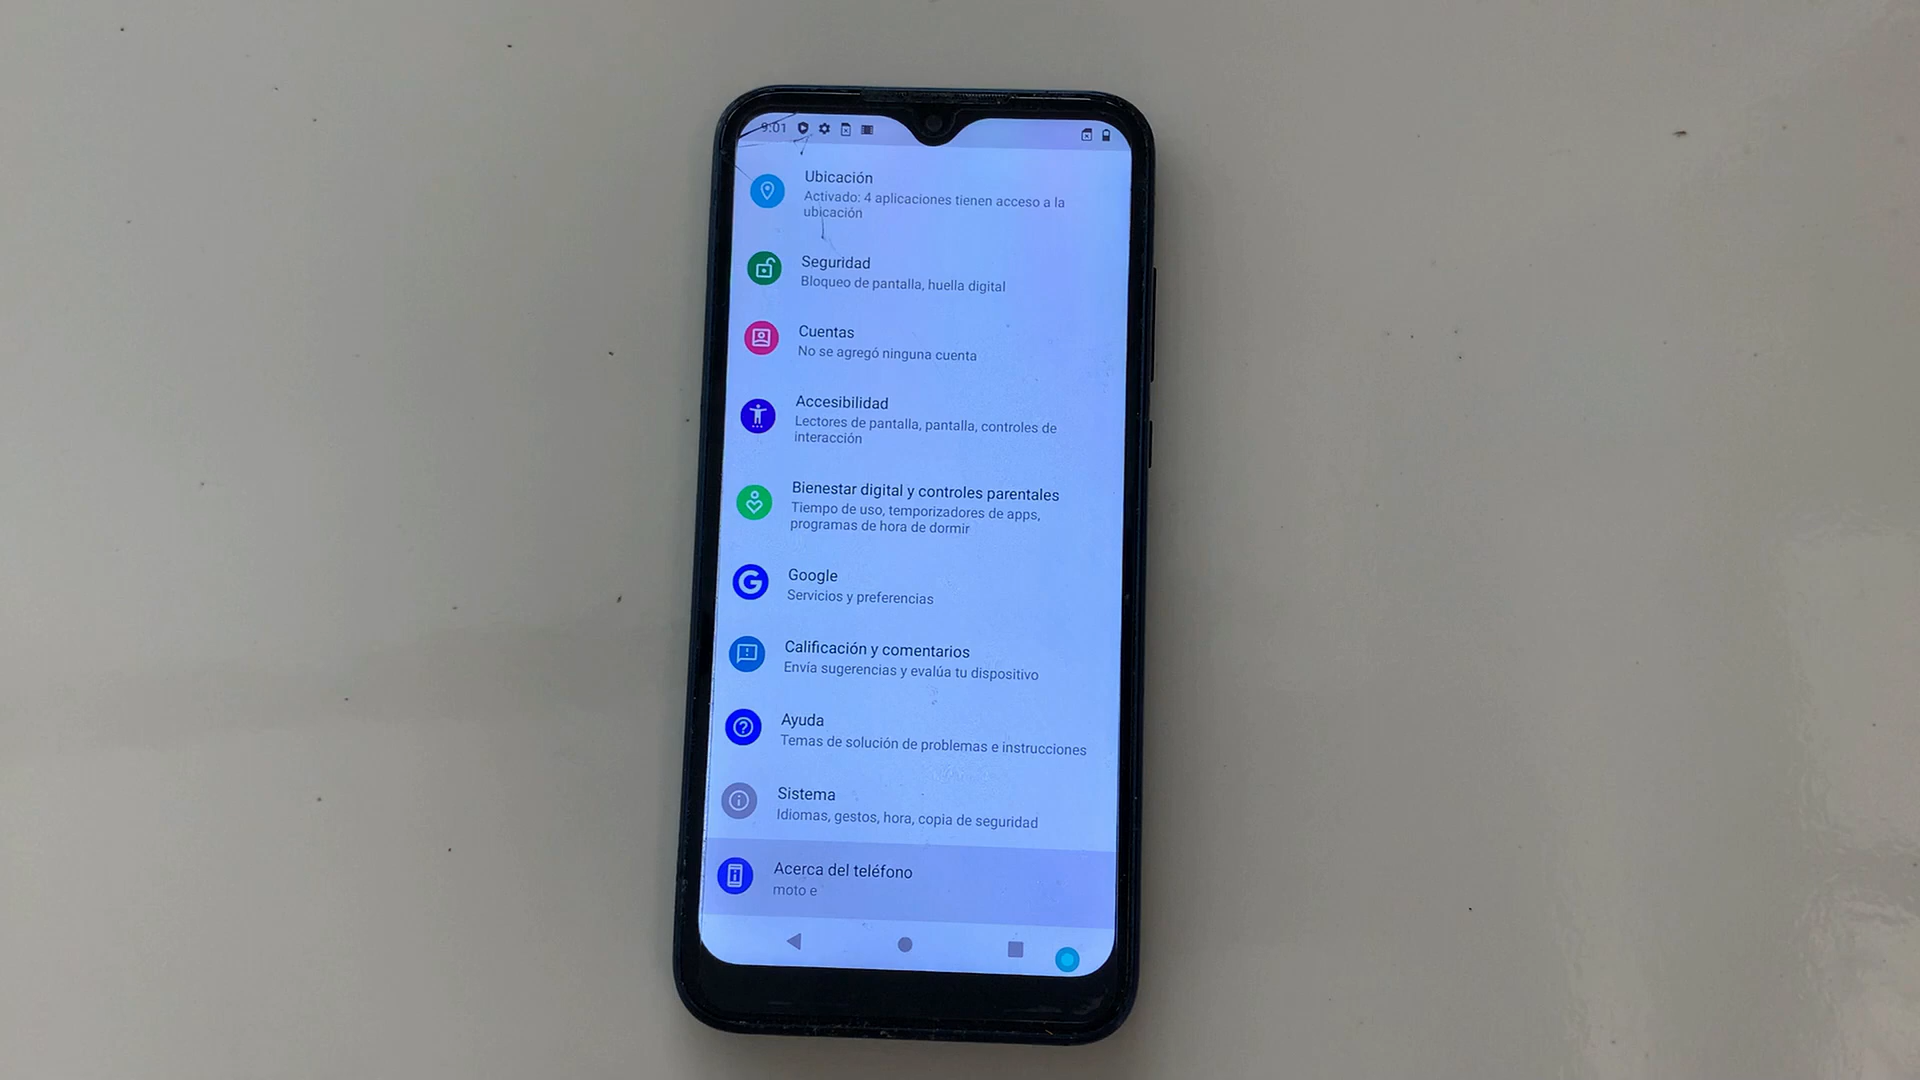 9:01
Ubicación
Activado: 4 aplicaciones tienen acceso a la
ubicación
Seguridad
Bloqueo de pantalla, huella digital
Cuentas
No se agregó ninguna cuenta
Accesibilidad
Lectores de pantalla, pantalla, controles de
interacción
Bienestar digital y controles parentales
Tiempo de uso, temporizadores de apps,
programas de hora de dormir
Google
Servicios y preferencias
Calificación y comentarios
Envía sugerencias y evalúa tu dispositivo
Ayuda
Temas de solución de problemas e instrucciones
Sistema
Idiomas, gestos, hora, copia de seguridad
Acerca del teléfono
moto e